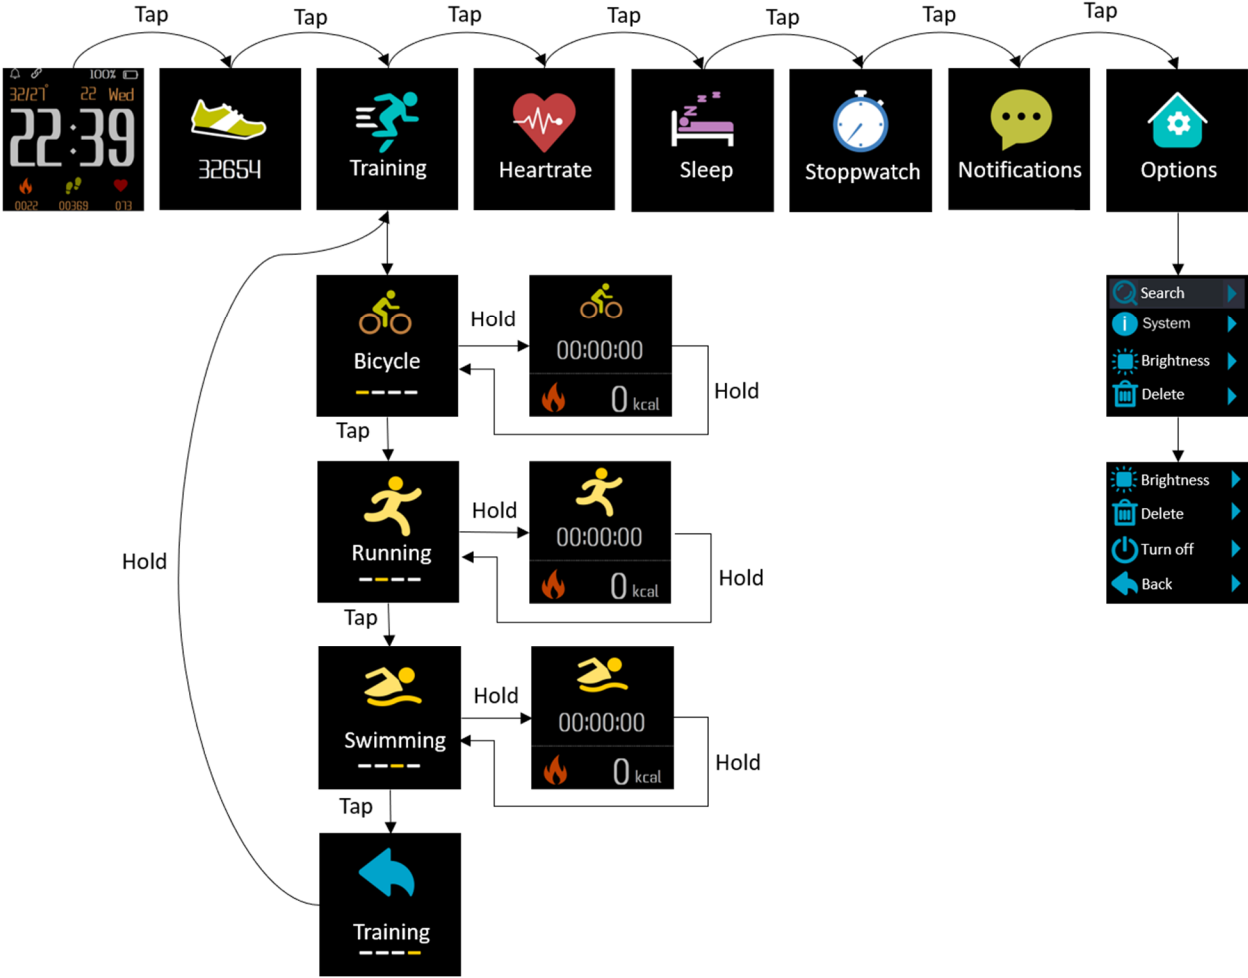 Tap Tap Tap Tap Tap Tap Tap
100%
32/27° 22 Wed
22:39
0022 00369 073
32654
Training
Heartrate
Sleep
Stoppwatch
Notifications
Options
Bicycle
Hold
00:00:00
0 kcal
Hold
Tap
Running
Hold
00:00:00
0 kcal
Hold
Tap
Swimming
Hold
00:00:00
0 kcal
Hold
Tap
Training
Hold
Search
System
Brightness
Delete
Brightness
Delete
Turn off
Back